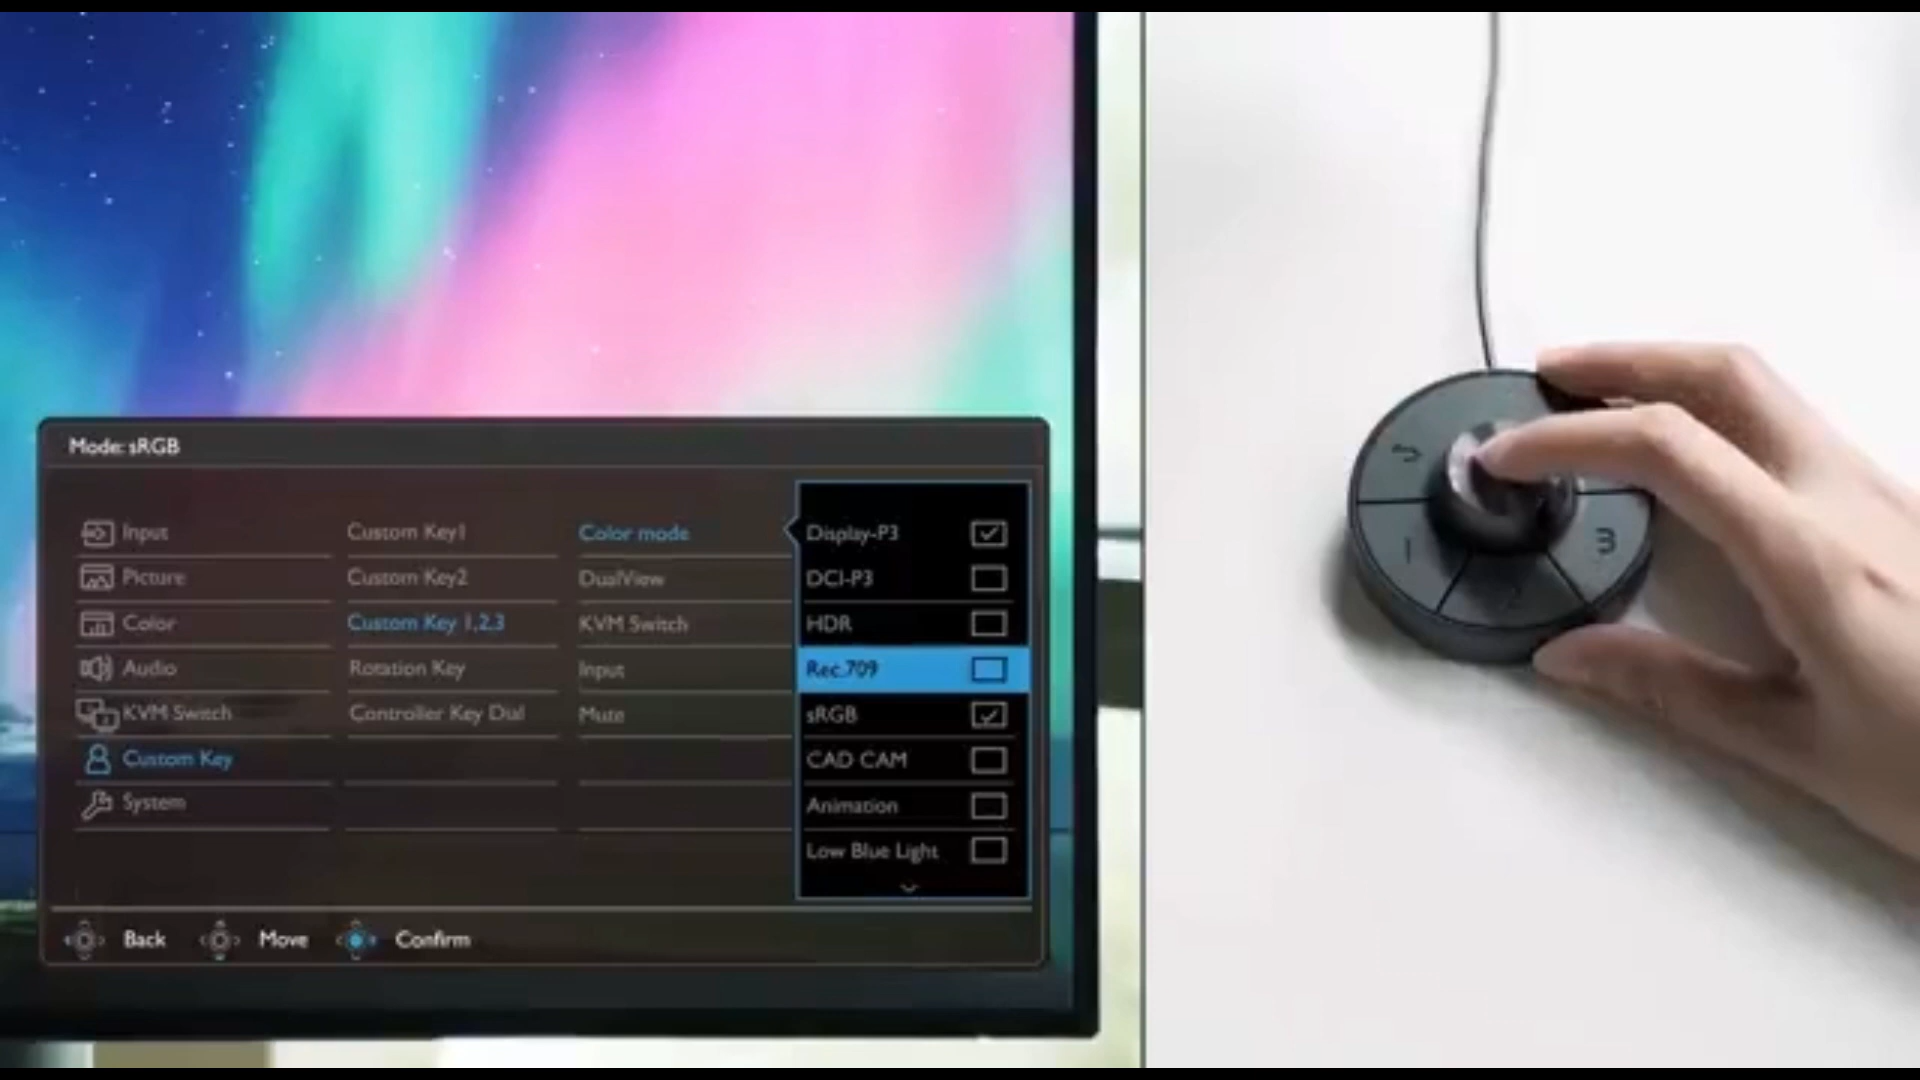 Mode: sRGB
Input
Picture
Color
Audio
KVM Switch
Custom Key
System
Custom Key1
Custom Key2
Custom Key 1,2,3
Rotation Key
Controller Key Dial
Color mode
DualView
KVM Switch
Input
Mute
Display-P3
DCI-P3
HDR
Rec.709
sRGB
CAD CAM
Animation
Low Blue Light
Back Move Confirm
1
2
3